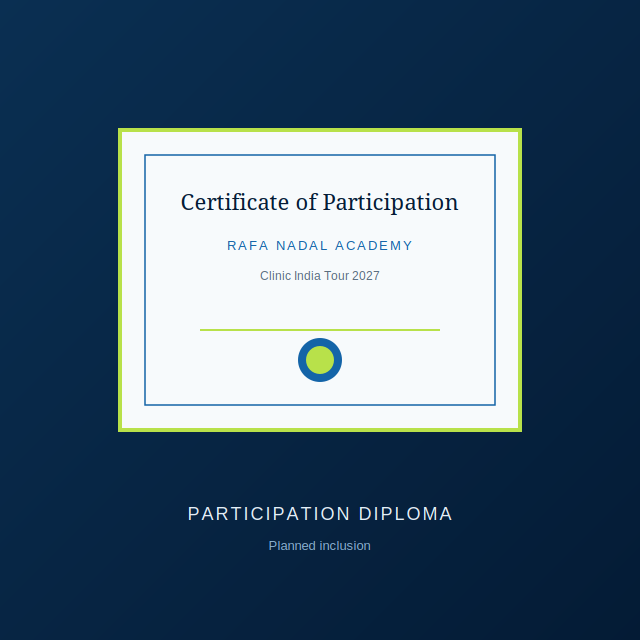 Certificate of Participation
RAFA NADAL ACADEMY
Clinic India Tour 2027
PARTICIPATION DIPLOMA
Planned inclusion